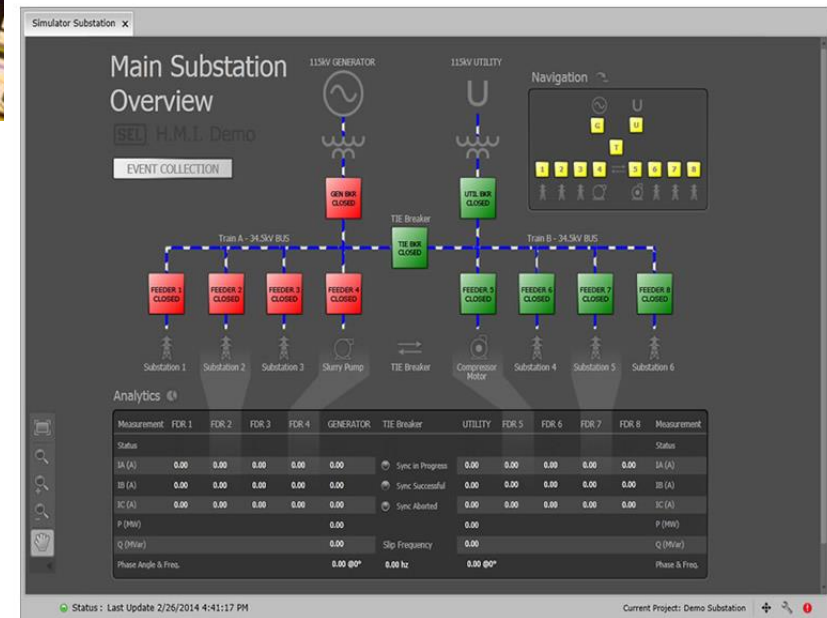 Simulator Substation x
Main Substation
Overview
SEL H.M.I. Demo
EVENT COLLECTION
115kV GENERATOR
115kV UTILITY
U
Navigation
U
G
U
T
1 2 3 4 5 6 7 8
GEN BKR
CLOSED
UTIL BKR
CLOSED
TIE Breaker
TIE BKR
CLOSED
Train A - 34.5kV BUS
Train B - 34.5kV BUS
FEEDER 1
CLOSED
FEEDER 2
CLOSED
FEEDER 3
CLOSED
FEEDER 4
CLOSED
FEEDER 5
CLOSED
FEEDER 6
CLOSED
FEEDER 7
CLOSED
FEEDER 8
CLOSED
Substation 1
Substation 2
Substation 3
Slurry Pump
TIE Breaker
Compressor
Motor
Substation 4
Substation 5
Substation 6
Analytics
Measurement FDR 1 FDR 2 FDR 3 FDR 4 GENERATOR TIE Breaker UTILITY FDR 5 FDR 6 FDR 7 FDR 8 Measurement
Status Status
IA (A) 0.00 0.00 0.00 0.00 0.00 Sync in Progress 0.00 0.00 0.00 0.00 0.00 IA (A)
IB (A) 0.00 0.00 0.00 0.00 0.00 Sync Successful 0.00 0.00 0.00 0.00 0.00 IB (A)
IC (A) 0.00 0.00 0.00 0.00 0.00 Sync Aborted 0.00 0.00 0.00 0.00 0.00 IC (A)
P (MW) 0.00 0.00 P (MW)
Q (MVar) 0.00 Slip Frequency 0.00 Q (MVar)
Phase Angle & Freq. 0.00 @0° 0.00 hz 0.00 @0° Phase & Freq.
Status : Last Update 2/26/2014 4:41:17 PM
Current Project: Demo Substation